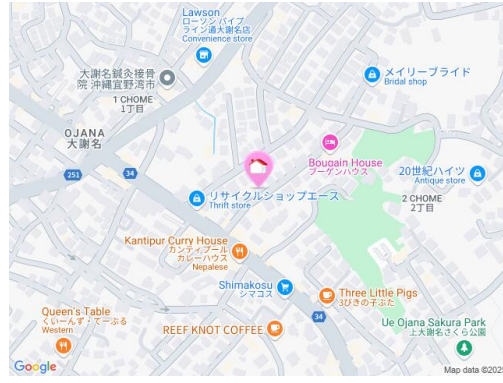 Lawson
ローソン パイプ
ライン通大謝名店
Convenience store
大謝名鍼灸接骨
院 沖縄宜野湾市
メイリーブライド
Bridal shop
1 CHOME
1丁目
OJANA
大謝名
251
34
Bougain House
ブーゲンハウス
20世紀ハイツ
Antique store
リサイクルショップエース
Thrift store
2 CHOME
2丁目
Kantipur Curry House
カンティプール
カレーハウス
Nepalese
Shimakosu
シマコス
Three Little Pigs
3びきの子ぶた
34
Queen's Table
くいーんず・てーぶる
Western
REEF KNOT COFFEE
Ue Ojana Sakura Park
上大謝名さくら公園
Google
Map data ©202